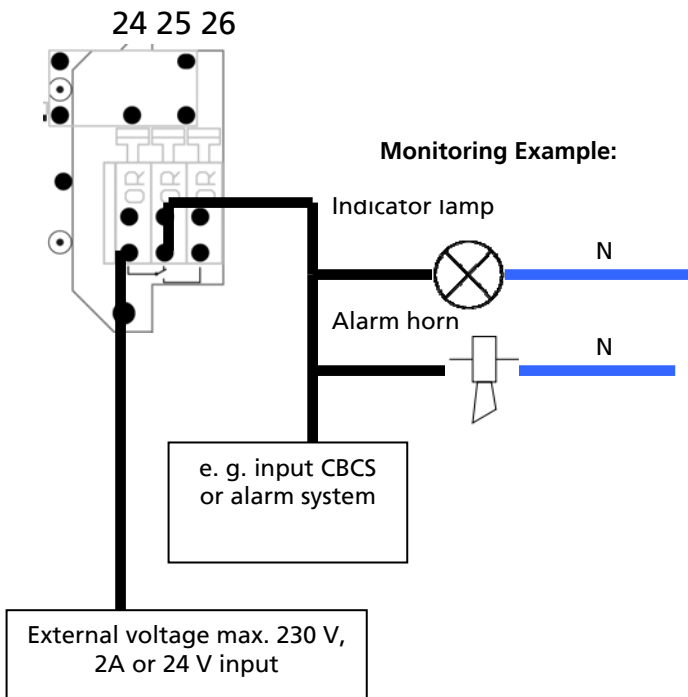 24 25 26
Monitoring Example:
OR OR OR
Indicator lamp
N
Alarm horn
N
e. g. input CBCS
or alarm system
External voltage max. 230 V,
2A or 24 V input